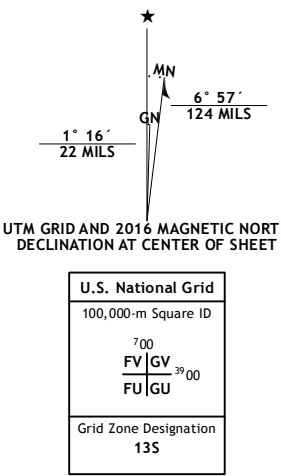 ★
MN
6° 57´
124 MILS
GN
1° 16´
22 MILS
UTM GRID AND 2016 MAGNETIC NORT
DECLINATION AT CENTER OF SHEET
U.S. National Grid
100,000-m Square ID
700
FV GV
3900
FU GU
Grid Zone Designation
13S